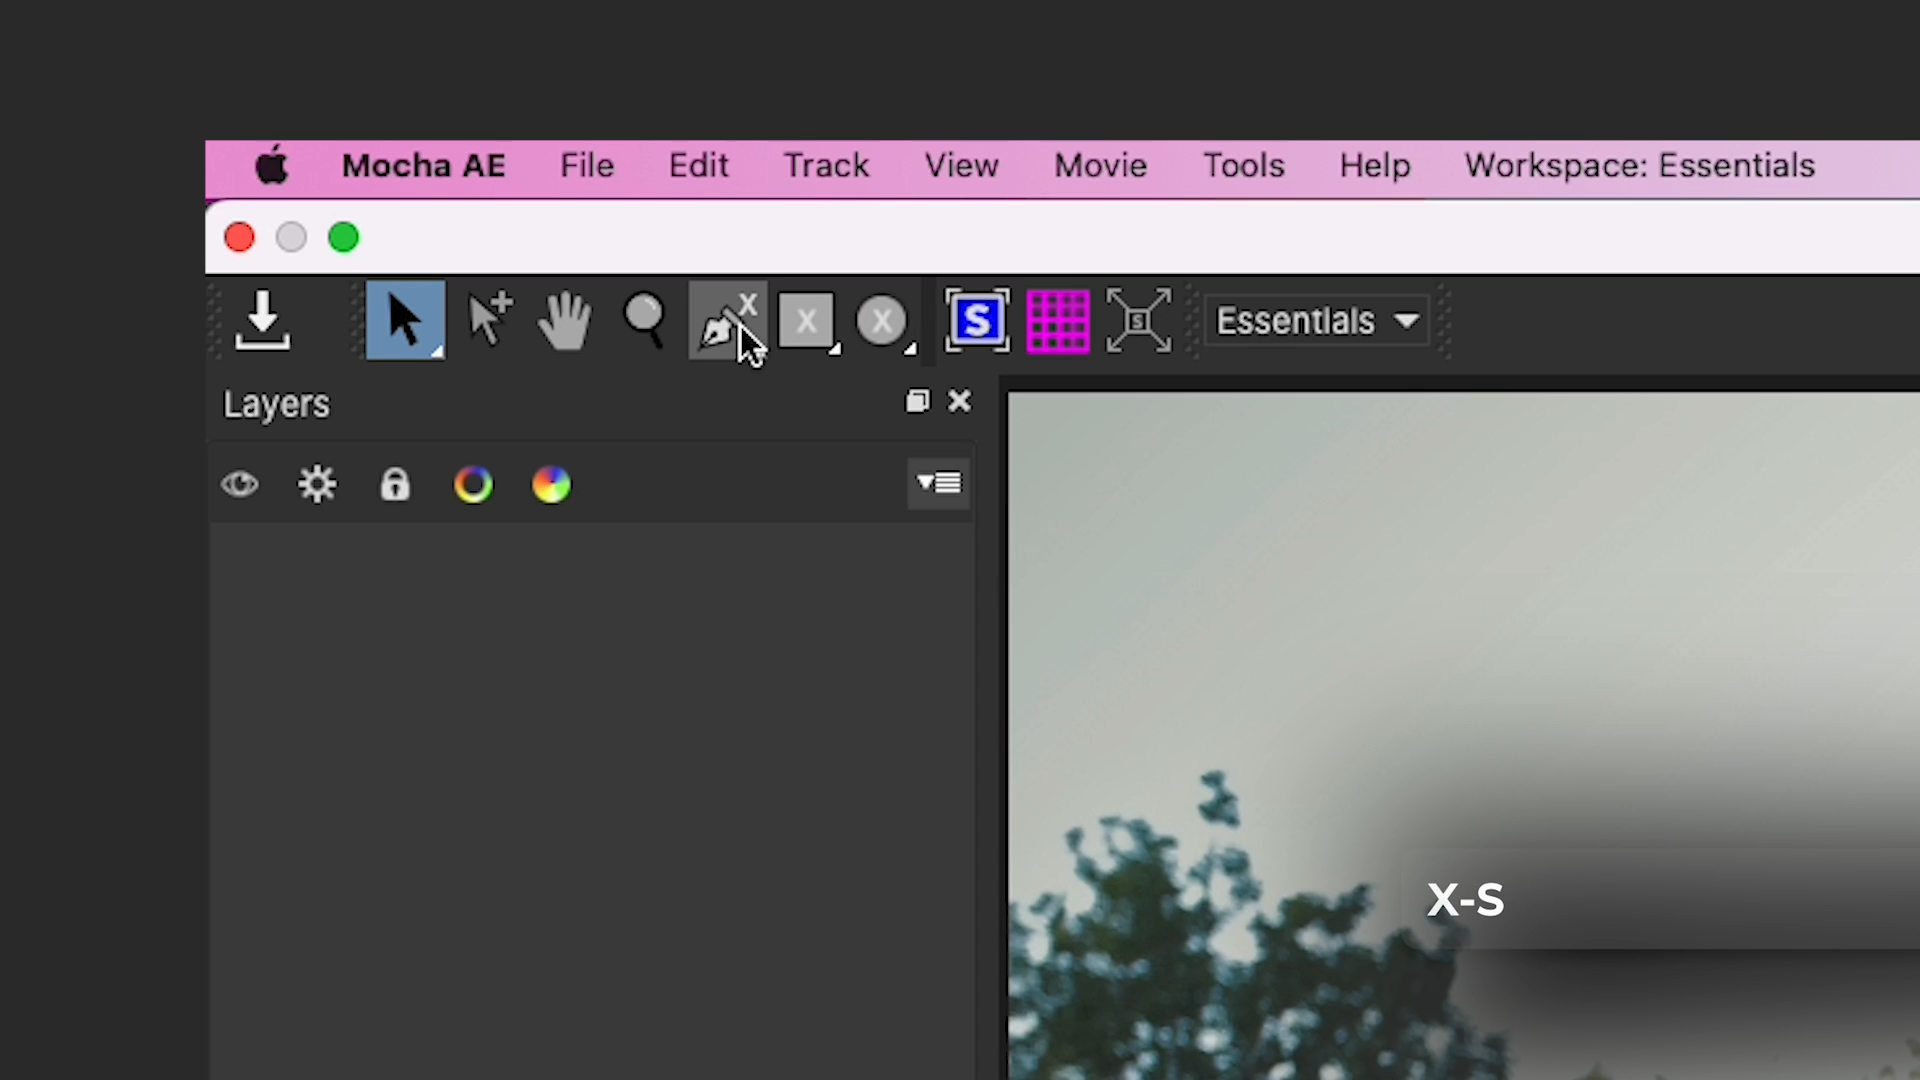 Mocha AE File Edit Track View Movie Tools Help Workspace: Essentials
X X X S S Essentials
Layers
X-S